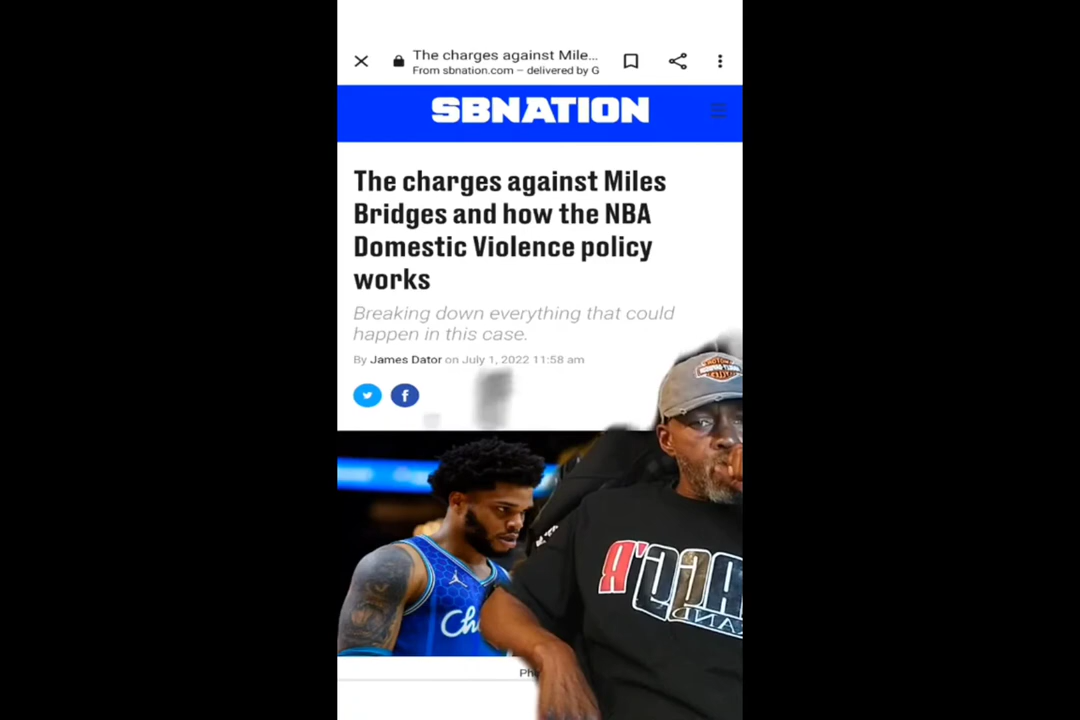 The charges against Mile...
From sbnation.com – delivered by G
SBNATION
The charges against Miles
Bridges and how the NBA
Domestic Violence policy
works
Breaking down everything that could
happen in this case.
By James Dator on July 1, 2022 11:58 am